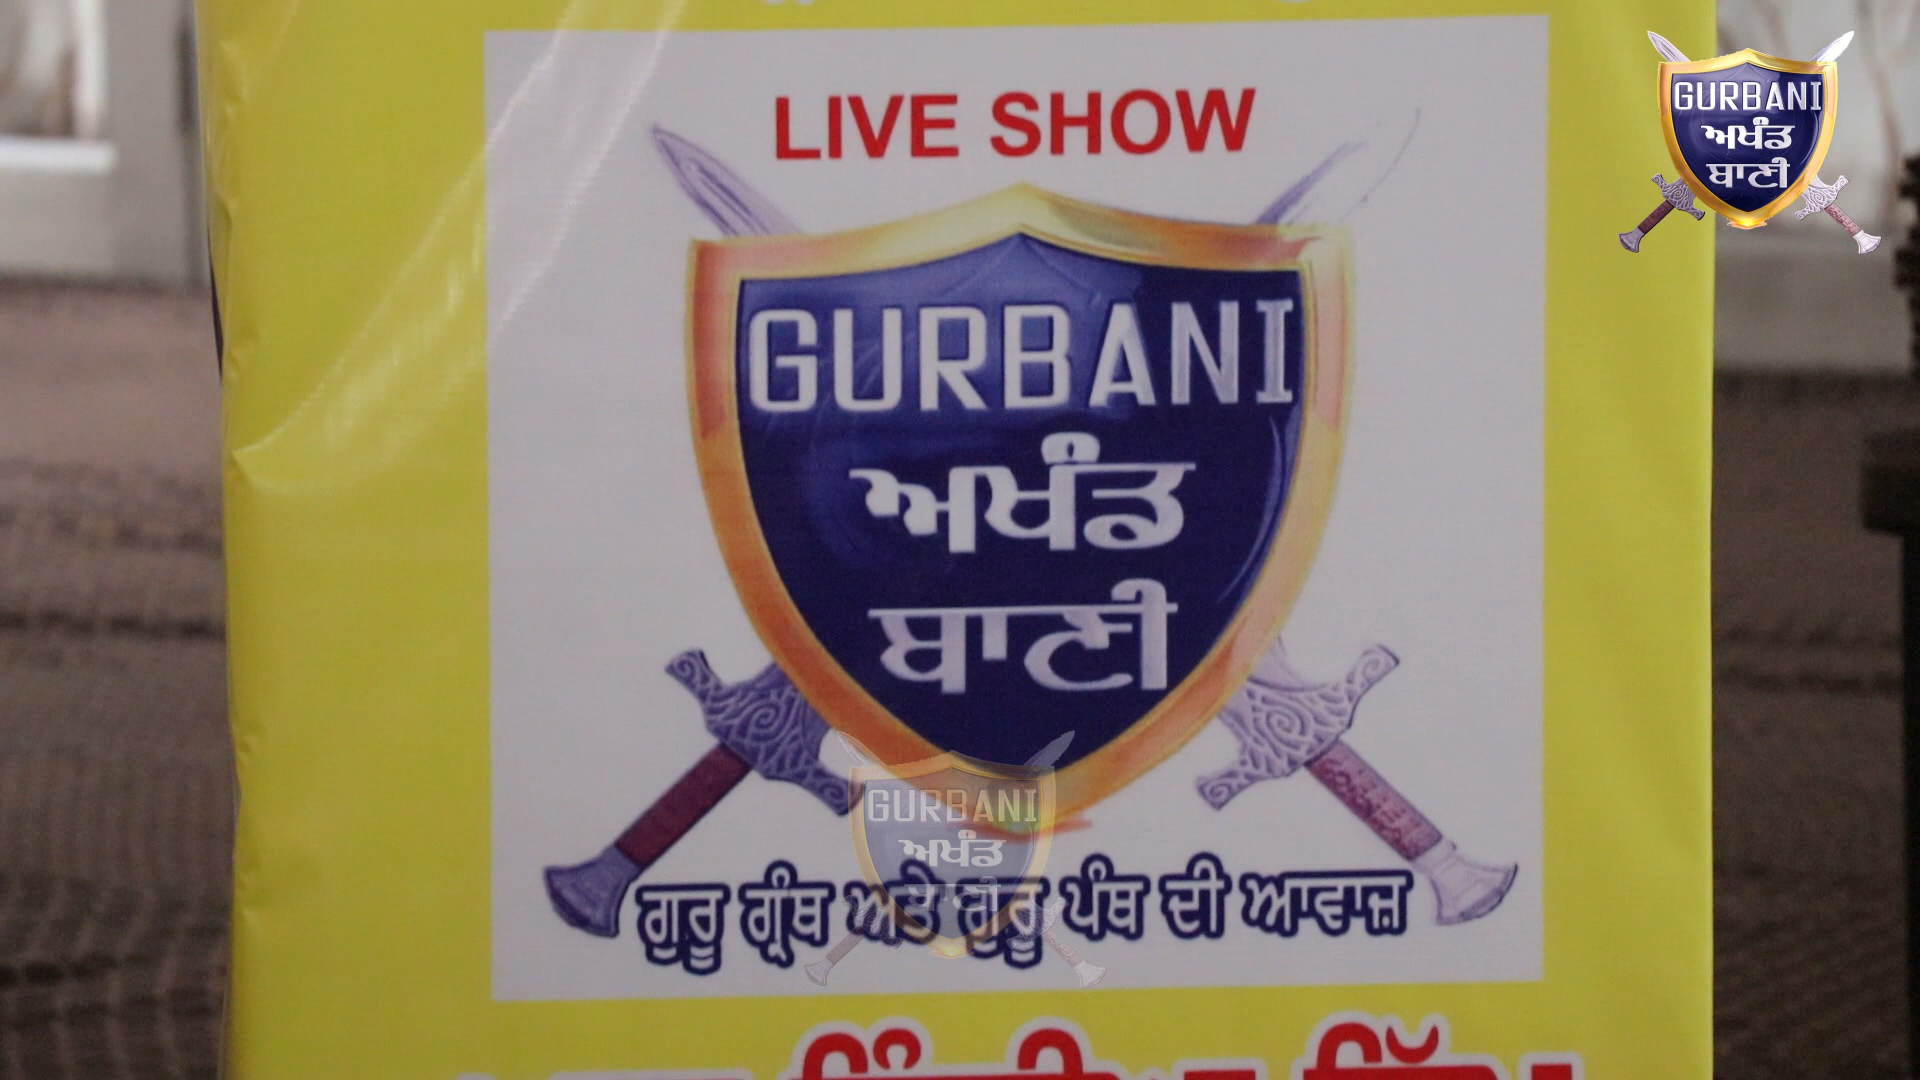 LIVE SHOW
GURBANI
ਅਖੰਡ
ਬਾਣੀ
ਗੁਰੂ ਗ੍ਰੰਥ ਅਤੇ ਗੁਰੂ ਪੰਥ ਦੀ ਆਵਾਜ਼
GURBANI
ਅਖੰਡ
ਬਾਣੀ
GURBANI
ਅਖੰਡ
ਬਾਣੀ